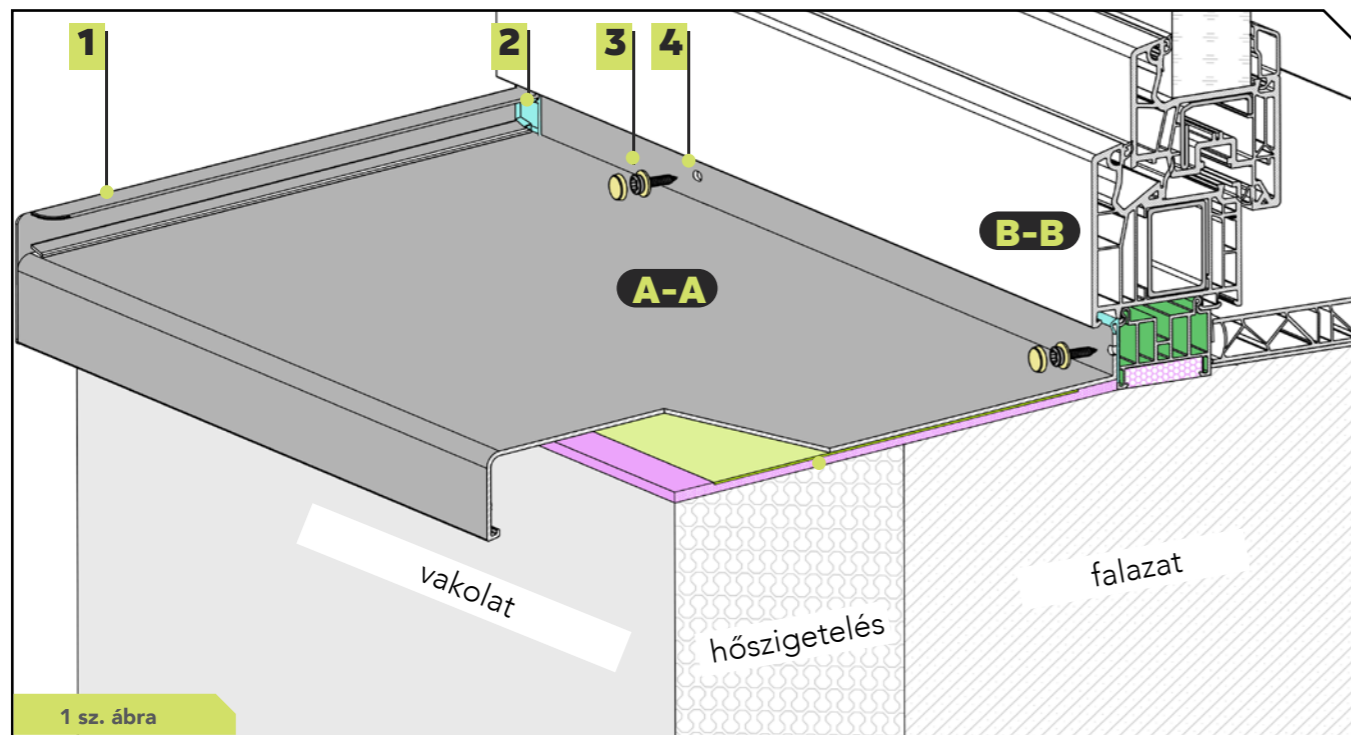 1
2
3
4
B-B
A-A
vakolat
hőszigetelés
falazat
1 sz. ábra